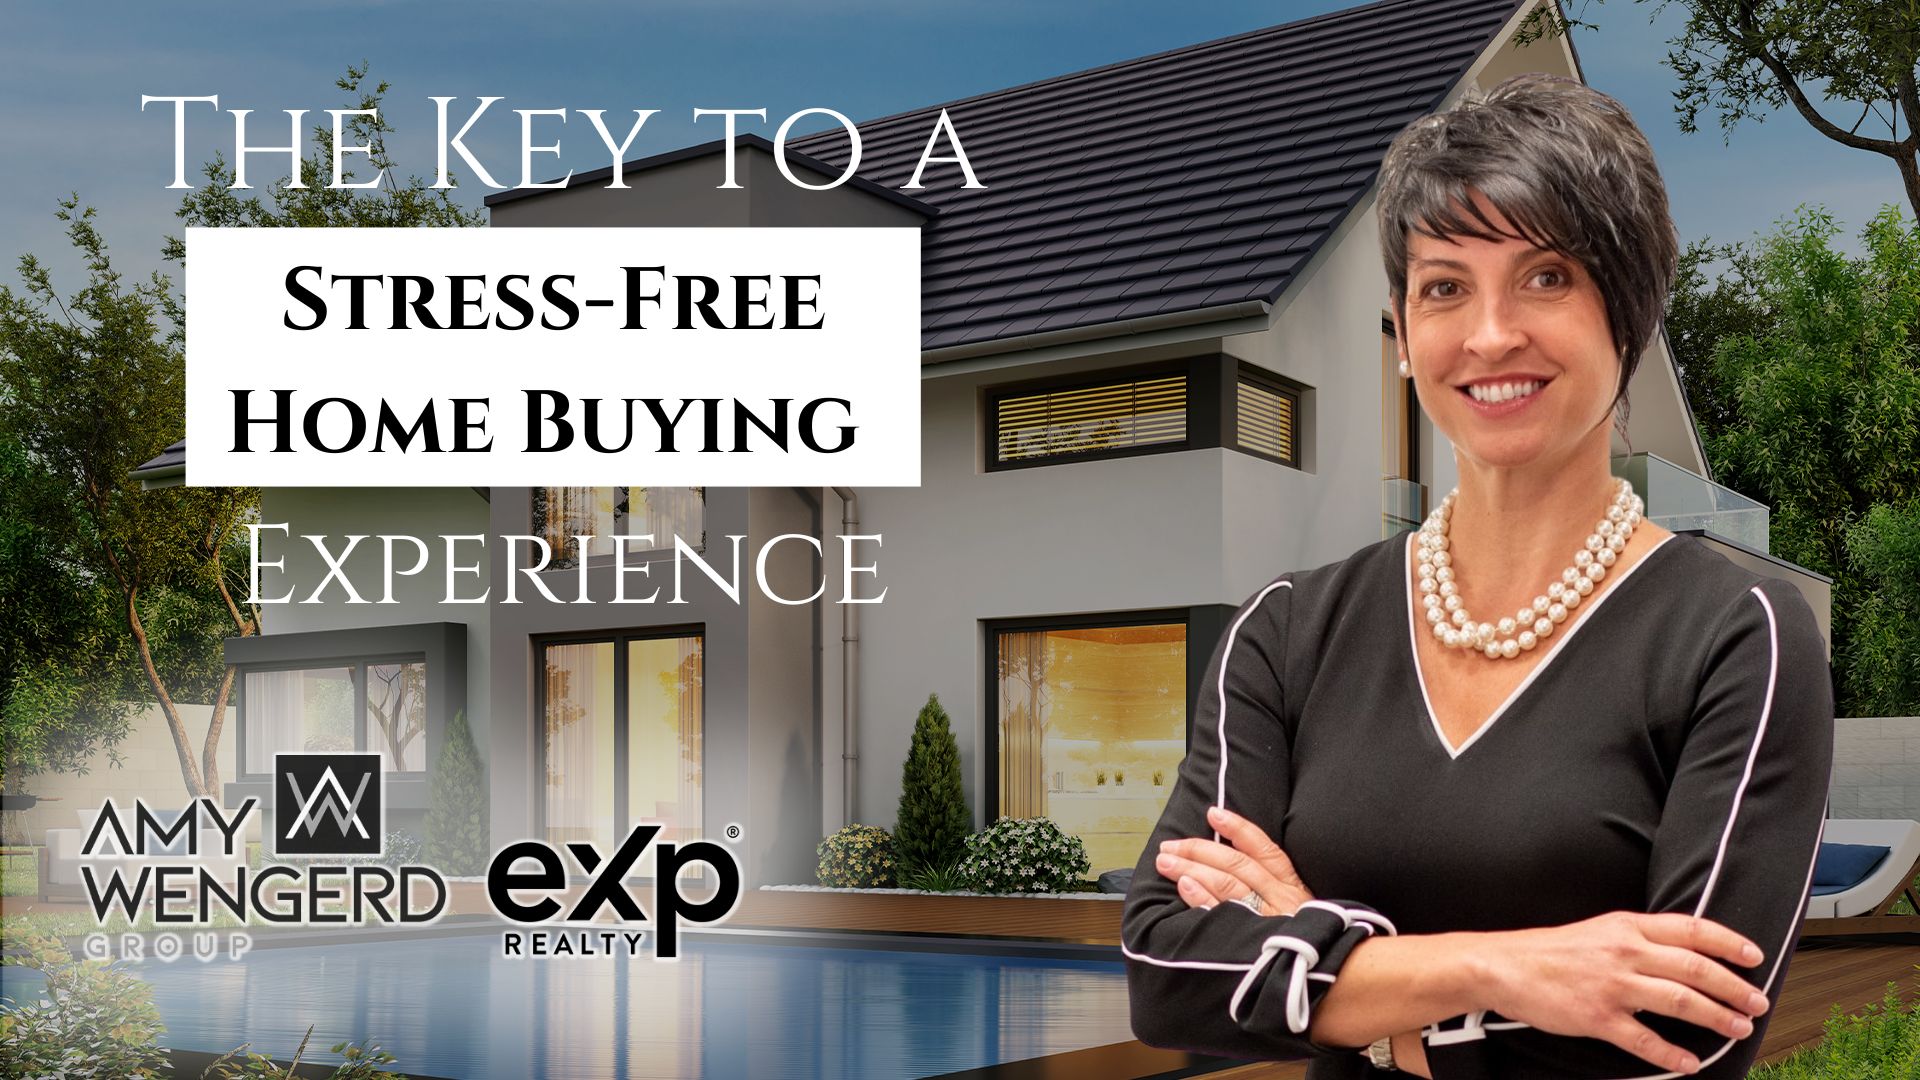 The Key to a
Stress-Free
Home Buying
Experience
AMY
WENGERD
GROUP
eXp®
REALTY